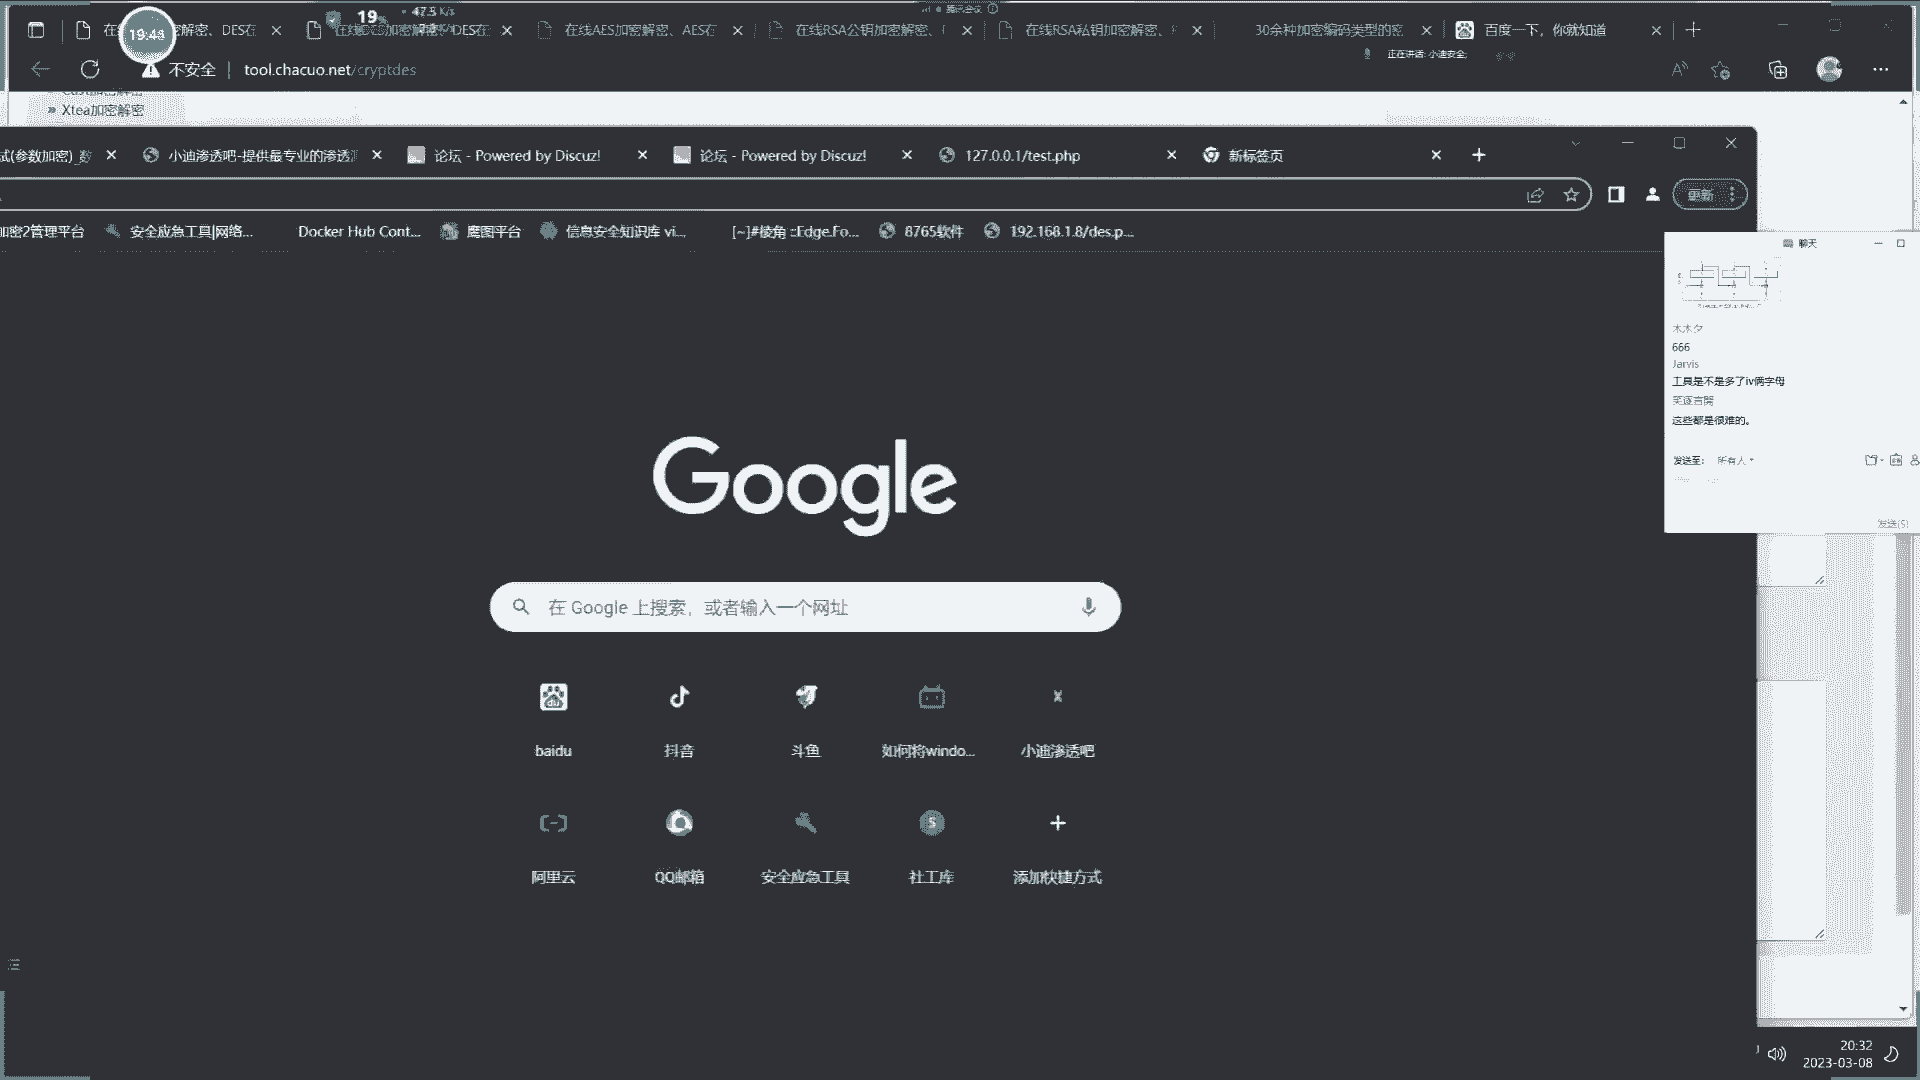 19%
47.5 K/s
腾讯会议
19:48
密解密、DES在
在线DES加密解密、DES在
在线AES加密解密、AES在
在线RSA公钥加密解密、
在线RSA私钥加密解密、
30余种加密编码类型的密
百度一下，你就知道
正在讲话: 小迪安全;
不安全
tool.chacuo.net/cryptdes
» Xtea加密解密
试(参数加密)_数
小迪渗透吧-提供最专业的渗透测
论坛 - Powered by Discuz!
论坛 - Powered by Discuz!
127.0.0.1/test.php
新标签页
更新
加密2管理平台
安全应急工具|网络...
Docker Hub Cont...
鹰图平台
信息安全知识库 vi...
[~]#棱角 ::Edge.Fo...
8765软件
192.168.1.8/des.p...
聊天
木木夕
666
Jarvis
工具是不是多了iv俩字母
笑逐言開
这些都是很难的。
发送至:
所有人
发送(S)
Google
在 Google 上搜索，或者输入一个网址
baidu
抖音
斗鱼
如何将windo...
小迪渗透吧
阿里云
QQ邮箱
安全应急工具
社工库
添加快捷方式
20:32
2023-03-08